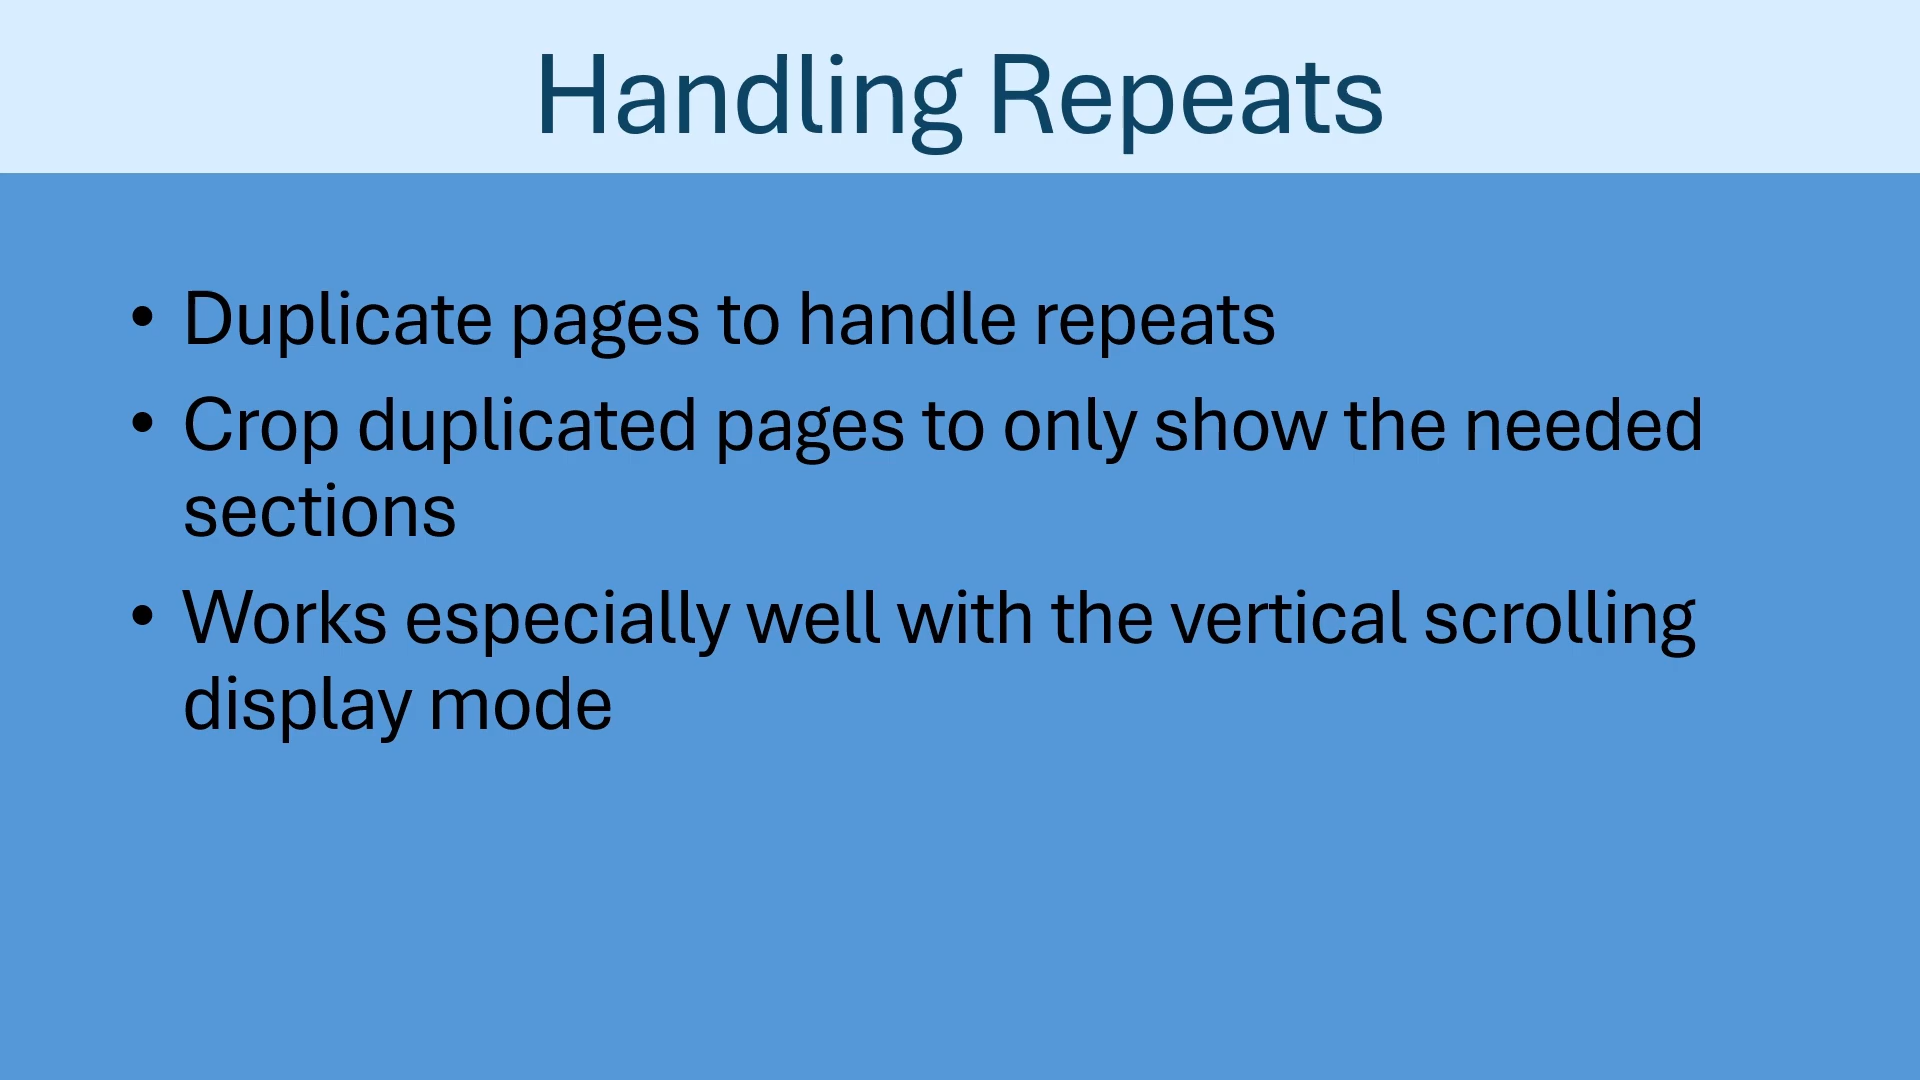 Handling Repeats
• Duplicate pages to handle repeats
• Crop duplicated pages to only show the needed
sections
• Works especially well with the vertical scrolling
display mode